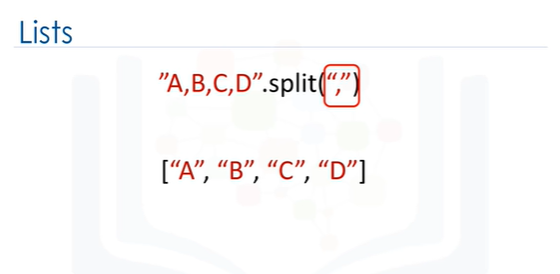 Lists
”A,B,C,D”.split(“,”)
[“A”, “B”, “C”, “D”]